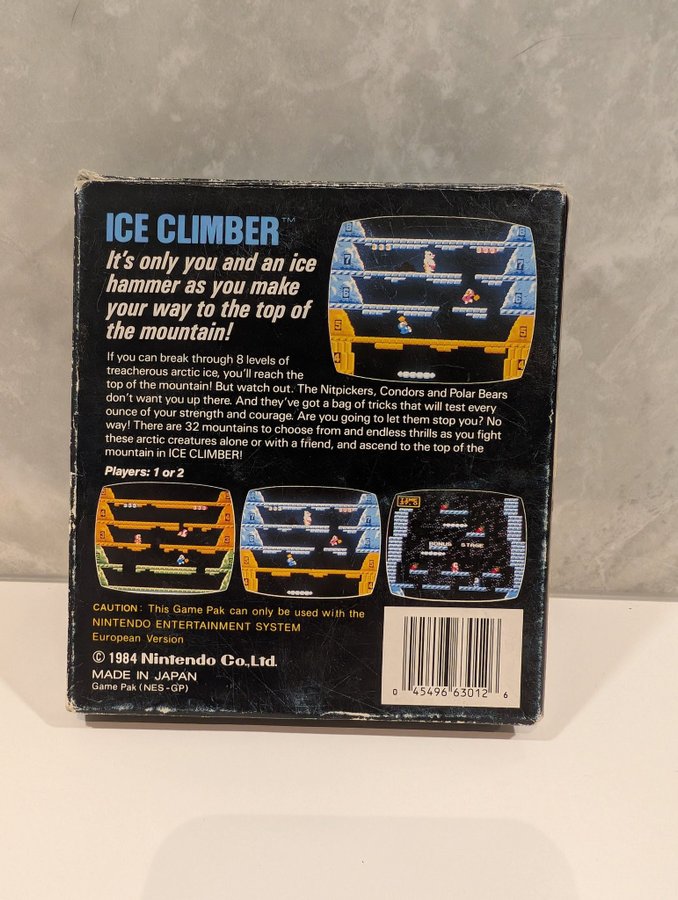 ICE CLIMBER™
It's only you and an ice
hammer as you make
your way to the top of
the mountain!
If you can break through 8 levels of
treacherous arctic ice, you'll reach the
top of the mountain! But watch out. The Nitpickers, Condors and Polar Bears
don't want you up there. And they've got a bag of tricks that will test every
ounce of your strength and courage. Are you going to let them stop you? No
way! There are 32 mountains to choose from and endless thrills as you fight
these arctic creatures alone or with a friend, and ascend to the top of the
mountain in ICE CLIMBER!
Players: 1 or 2
BONUS STAGE
CAUTION: This Game Pak can only be used with the
NINTENDO ENTERTAINMENT SYSTEM
European Version
© 1984 Nintendo Co., Ltd.
MADE IN JAPAN
Game Pak (NES-GP)
0 45496 63012 6